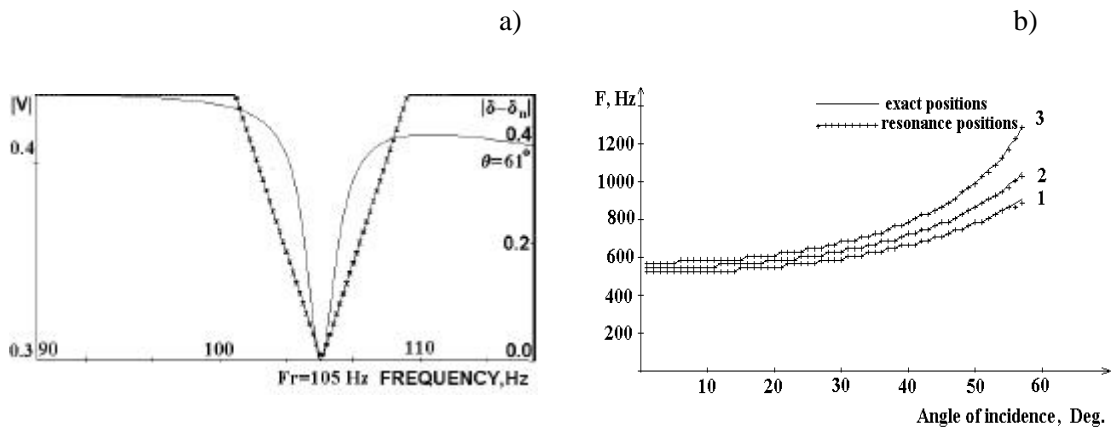 a)
|V|
|δ-δn|
0.4
0.4
θ=61°
0.2
0.3
90
100
110
0.0
Fr=105 Hz FREQUENCY,Hz
b)
F, Hz
exact positions
resonance positions
3
2
1
1200
1000
800
600
400
200
10 20 30 40 50 60
Angle of incidence, Deg.